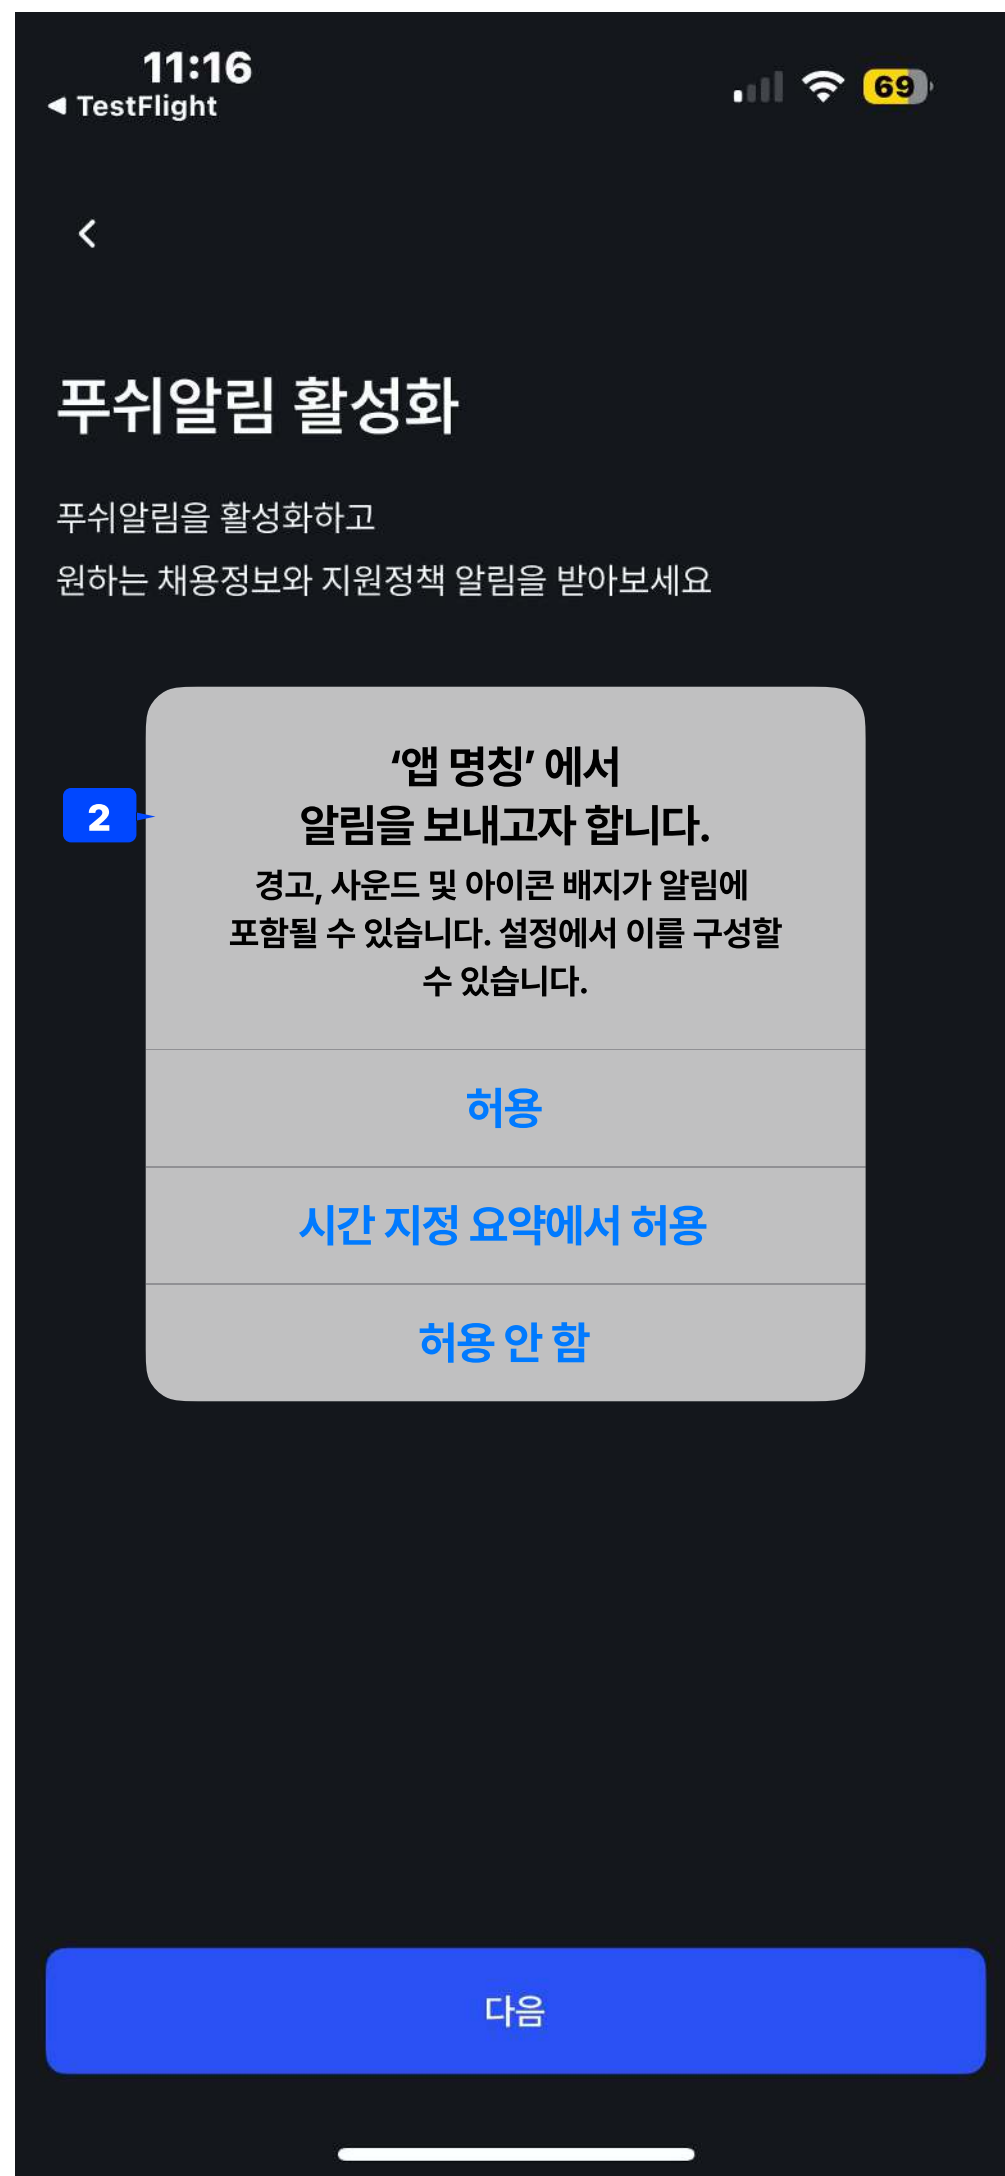 11:16
◀ TestFlight
69
푸쉬알림 활성화
푸쉬알림을 활성화하고
원하는 채용정보와 지원정책 알림을 받아보세요
2
‘앱 명칭’ 에서
알림을 보내고자 합니다.
경고, 사운드 및 아이콘 배지가 알림에
포함될 수 있습니다. 설정에서 이를 구성할
수 있습니다.
허용
시간 지정 요약에서 허용
허용 안 함
다음